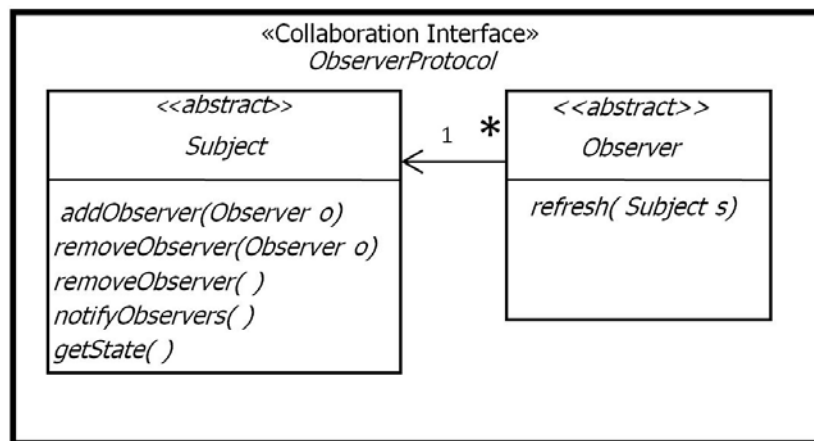 «Collaboration Interface»
ObserverProtocol
<<abstract>>
Subject
addObserver(Observer o)
removeObserver(Observer o)
removeObserver( )
notifyObservers( )
getState( )
1 *
<<abstract>>
Observer
refresh( Subject s)